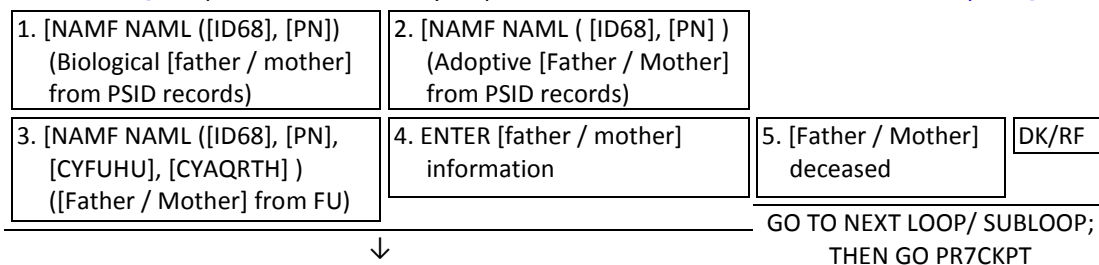 1. [NAMF NAML ([ID68], [PN])
(Biological [father / mother]
from PSID records)
2. [NAMF NAML ( [ID68], [PN] )
(Adoptive [Father / Mother]
from PSID records)
3. [NAMF NAML ([ID68], [PN],
[CYFUHU], [CYAQRTH] )
([Father / Mother] from FU)
4. ENTER [father / mother]
information
5. [Father / Mother]
deceased
DK/RF
GO TO NEXT LOOP/ SUBLOOP;
THEN GO PR7CKPT
↓